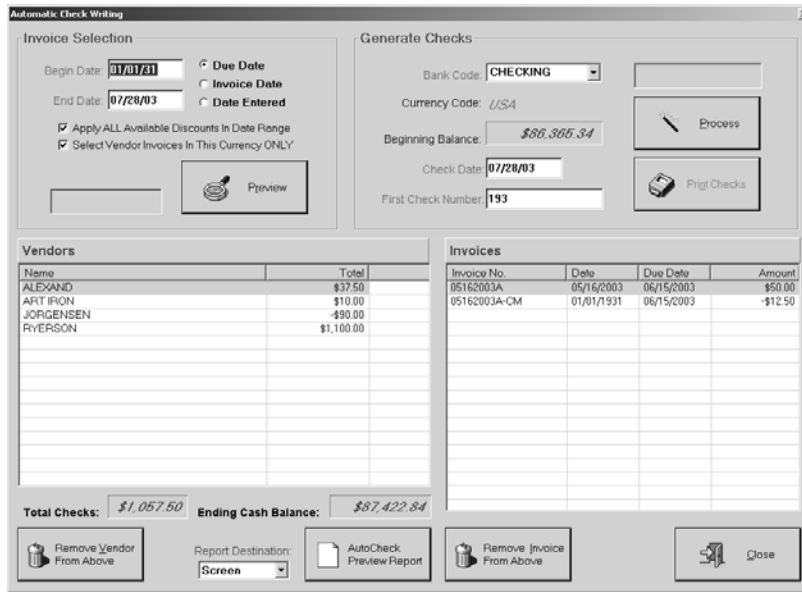 Automatic Check Writing
Invoice Selection
Begin Date: 01/01/31
End Date: 07/28/03
Due Date
Invoice Date
Date Entered
Apply ALL Available Discounts In Date Range
Select Vendor Invoices In This Currency ONLY
Preview
Generate Checks
Bank Code: CHECKING
Currency Code: USA
Beginning Balance: $86,365.34
Check Date: 07/28/03
First Check Number: 193
Process
Print Checks
Vendors
Name Total
ALEXAND $37.50
ART IRON $10.00
JORGENSEN -$90.00
RYERSON $1,100.00
Total Checks: $1,057.50 Ending Cash Balance: $87,422.84
Invoices
Invoice No. Date Due Date Amount
05162003A 05/16/2003 06/15/2003 $50.00
05162003A-CM 01/01/1931 06/15/2003 -$12.50
Remove Vendor
From Above
Report Destination:
Screen
AutoCheck
Preview Report
Remove Invoice
From Above
Close